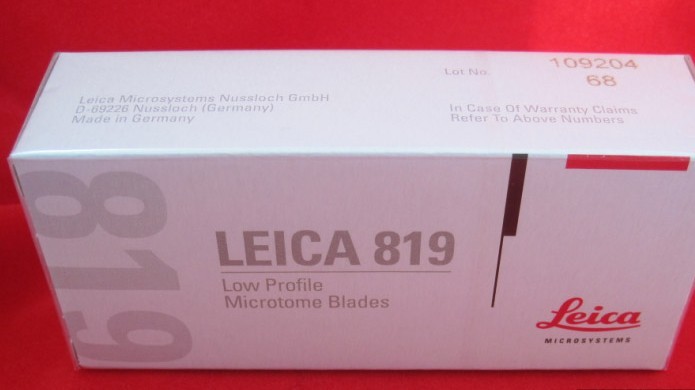 Lot No.
109204
68
Leica Microsystems Nussloch GmbH
D-69226 Nussloch (Germany)
Made in Germany
In Case Of Warranty Claims
Refer To Above Numbers
819
LEICA 819
Low Profile
Microtome Blades
Leica
MICROSYSTEMS